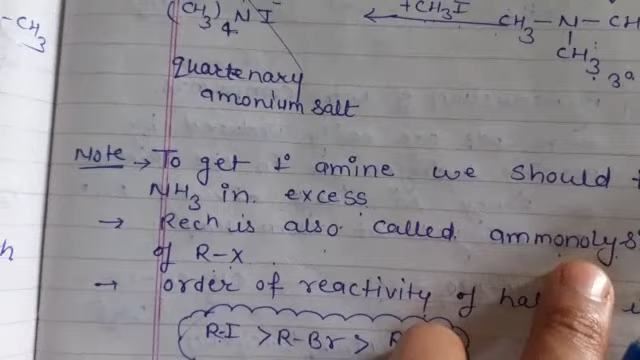 -CH3
(CH3)4 N I-
+CH3I
CH3 - N - CH
CH3
3°
quartenary
amonium salt
Note → To get 1° amine we should
NH3 in excess
→ Rech is also called ammonolys
of R-X
→ order of reactivity of ha
R-I > R-Br > R